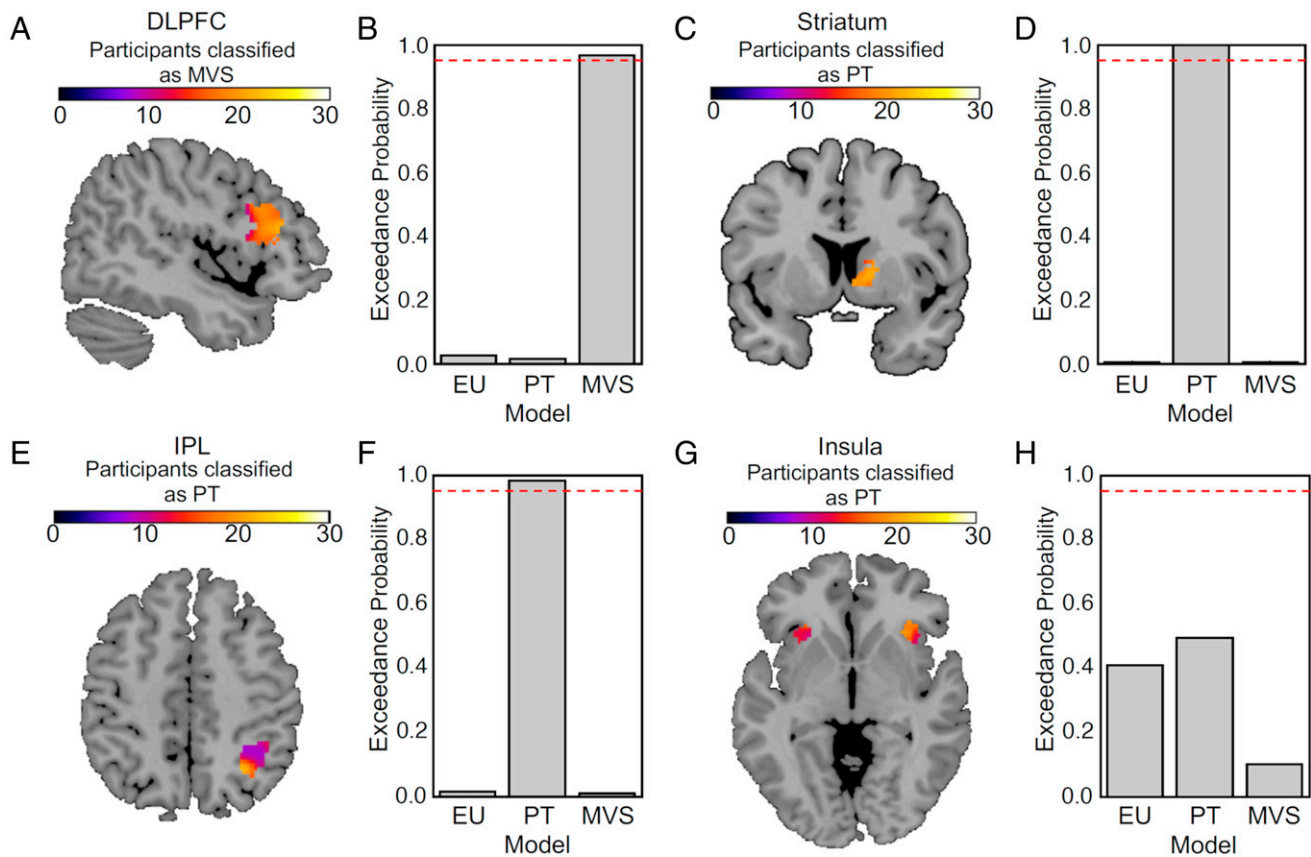 A
DLPFC
Participants classified
as MVS
0 10 20 30
B
Exceedance Probability
1.0
0.8
0.6
0.4
0.2
0.0
EU PT MVS
Model
C
Striatum
Participants classified
as PT
0 10 20 30
D
Exceedance Probability
1.0
0.8
0.6
0.4
0.2
0.0
EU PT MVS
Model
E
IPL
Participants classified
as PT
0 10 20 30
F
Exceedance Probability
1.0
0.8
0.6
0.4
0.2
0.0
EU PT MVS
Model
G
Insula
Participants classified
as PT
0 10 20 30
H
Exceedance Probability
1.0
0.8
0.6
0.4
0.2
0.0
EU PT MVS
Model